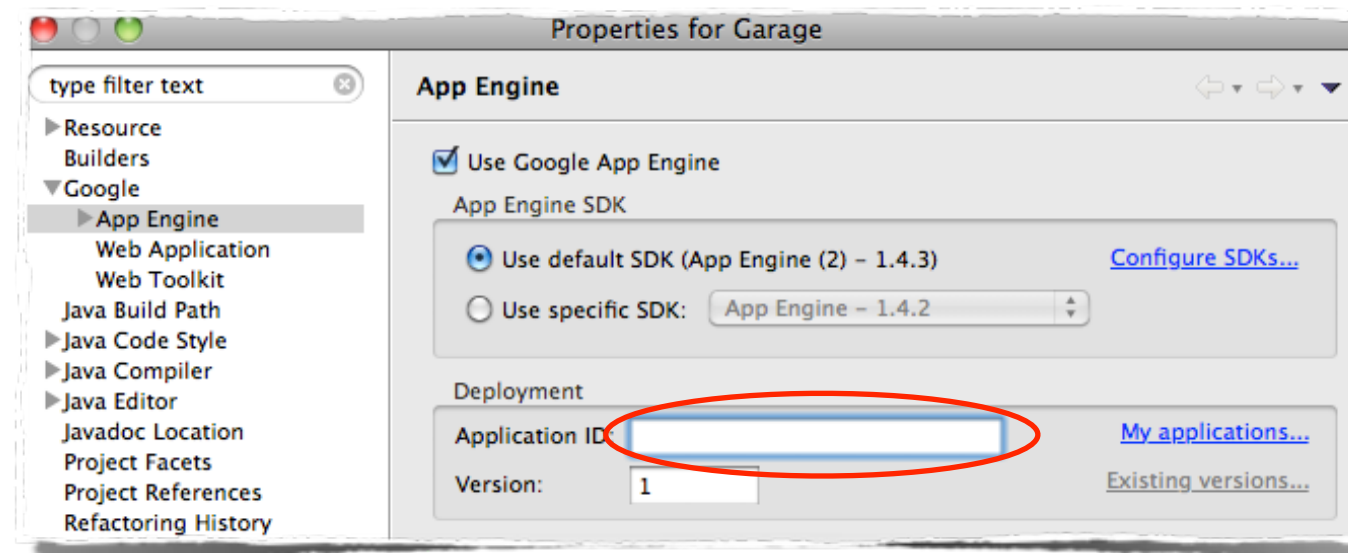 Properties for Garage
type filter text
Resource
Builders
Google
App Engine
Web Application
Web Toolkit
Java Build Path
Java Code Style
Java Compiler
Java Editor
Javadoc Location
Project Facets
Project References
Refactoring History
App Engine
Use Google App Engine
App Engine SDK
Use default SDK (App Engine (2) – 1.4.3) Configure SDKs...
Use specific SDK: App Engine – 1.4.2
Deployment
Application ID: My applications...
Version: 1 Existing versions...